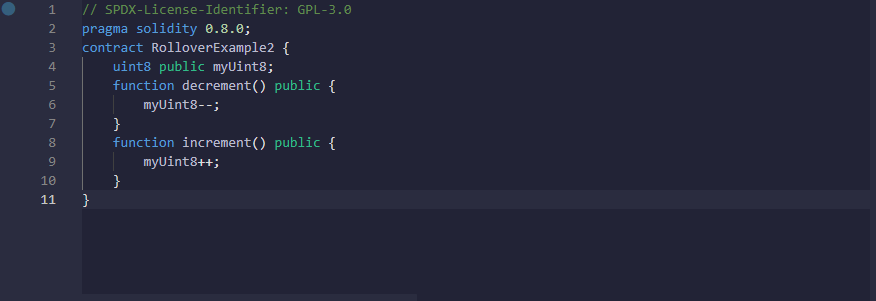 1 // SPDX-License-Identifier: GPL-3.0
2 pragma solidity 0.8.0;
3 contract RolloverExample2 {
4     uint8 public myUint8;
5     function decrement() public {
6         myUint8--;
7     }
8     function increment() public {
9         myUint8++;
10     }
11 }